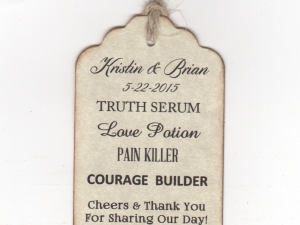 Kristin & Brian
5-22-2015
TRUTH SERUM
Love Potion
PAIN KILLER
COURAGE BUILDER
Cheers & Thank You
For Sharing Our Day!